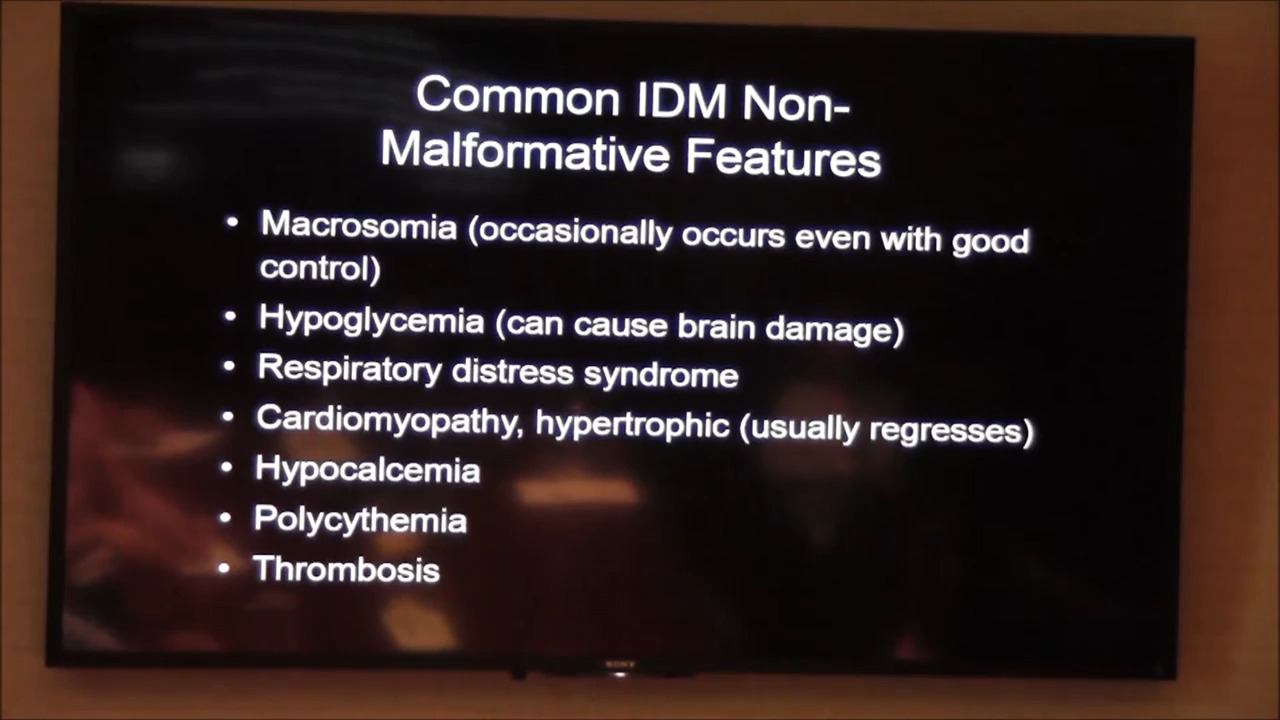 Common IDM Non-
Malformative Features
• Macrosomia (occasionally occurs even with good
control)
• Hypoglycemia (can cause brain damage)
• Respiratory distress syndrome
• Cardiomyopathy, hypertrophic (usually regresses)
• Hypocalcemia
• Polycythemia
• Thrombosis
SONY